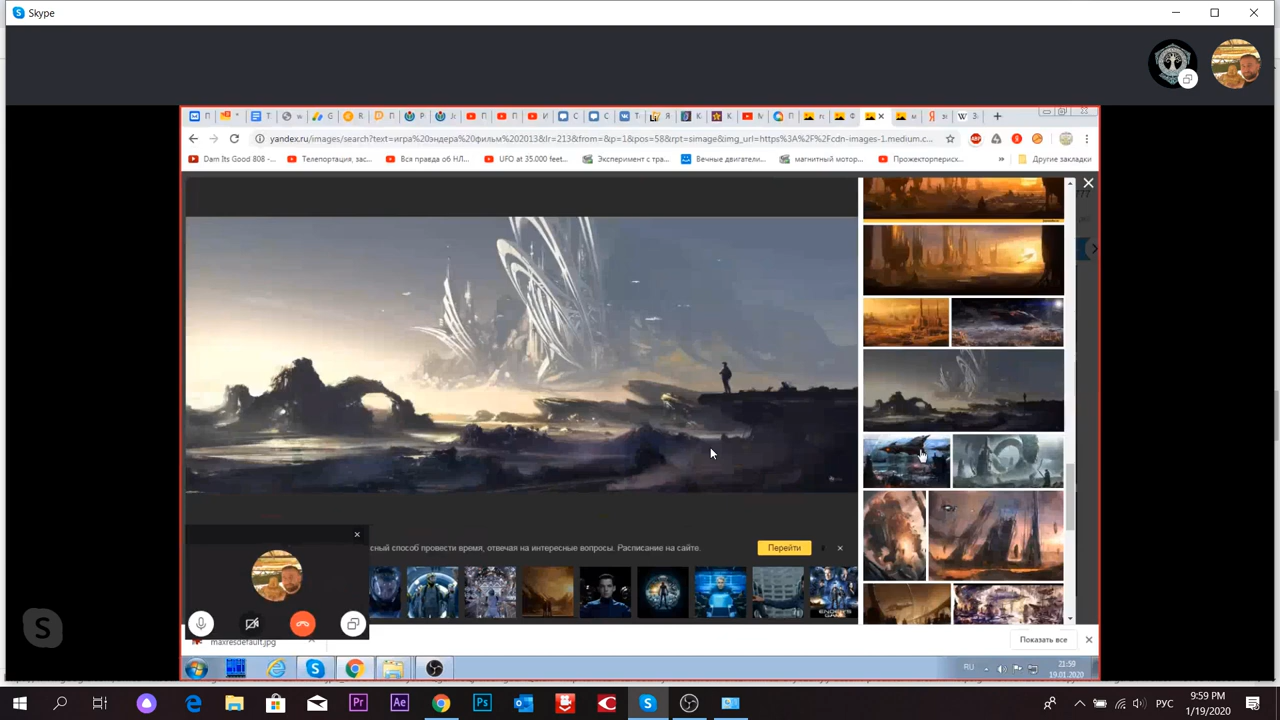 Skype
yandex.ru/images/search?text=игра%20эндера%20фильм%202013&lr=213&from=&p=1&pos=58&rpt=simage&img_url=https%3A%2F%2Fcdn-images-1.medium.c...
Dam Its Good 808 -...
Телепортация, зас...
Вся правда об НЛ...
UFO at 35.000 feet...
Эксперимент с тра...
Вечные двигатели...
магнитный мотор...
Прожекторперисх...
»
Другие закладки
сный способ провести время, отвечая на интересные вопросы. Расписание на сайте.
Перейти
maxresdefault.jpg
Показать все
RU
21:59
19.01.2020
Pr
Ae
Ps
РУС
9:59 PM
1/19/2020